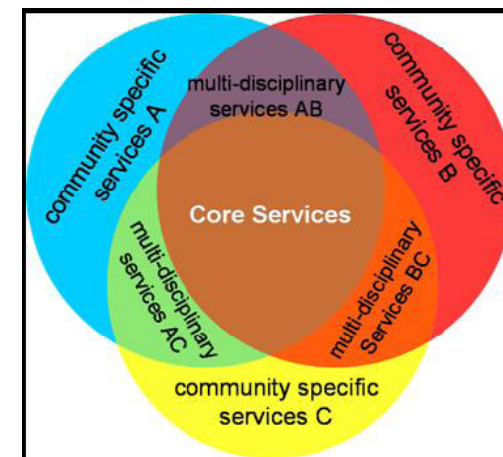 community specific
services A
multi-disciplinary
services AB
community specific
services B
Core Services
multi-disciplinary
services AC
multi-disciplinary
Services BC
community specific
services C